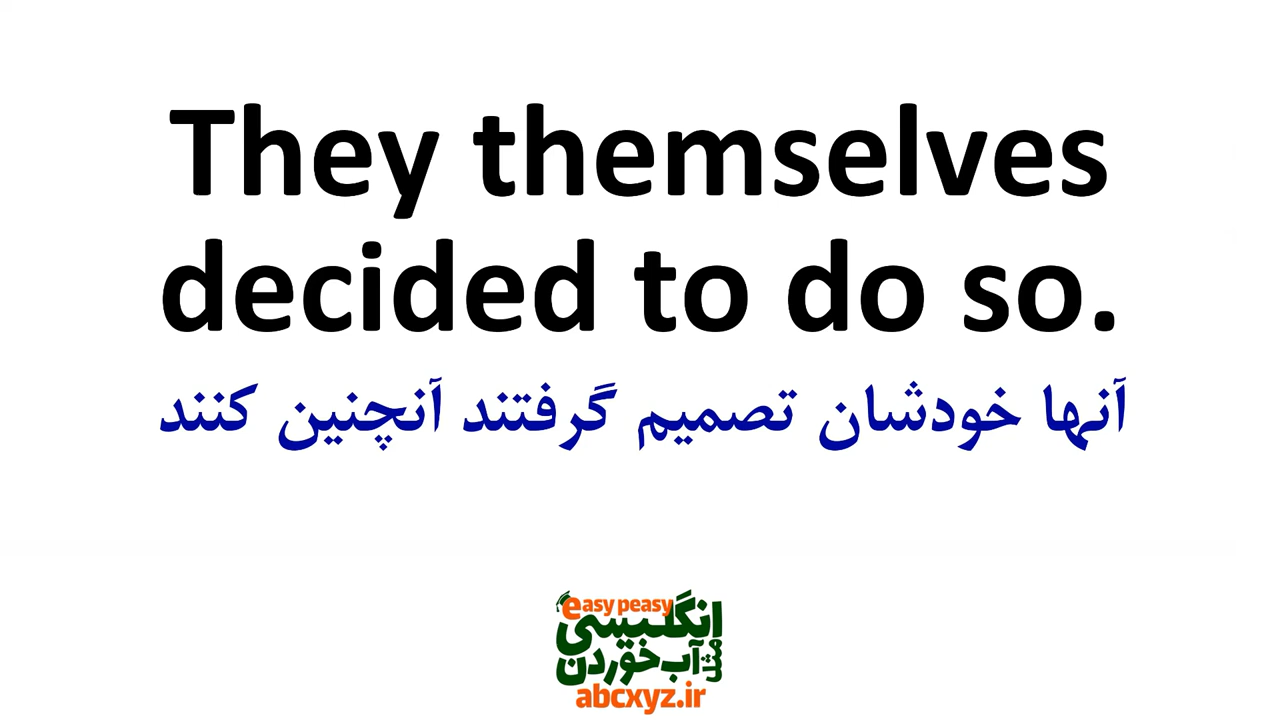 They themselves
decided to do so.
آنها خودشان تصمیم گرفتند آنچنین کنند
easy peasy
انگلیسی
مثل آب خوردن
abcxyz.ir